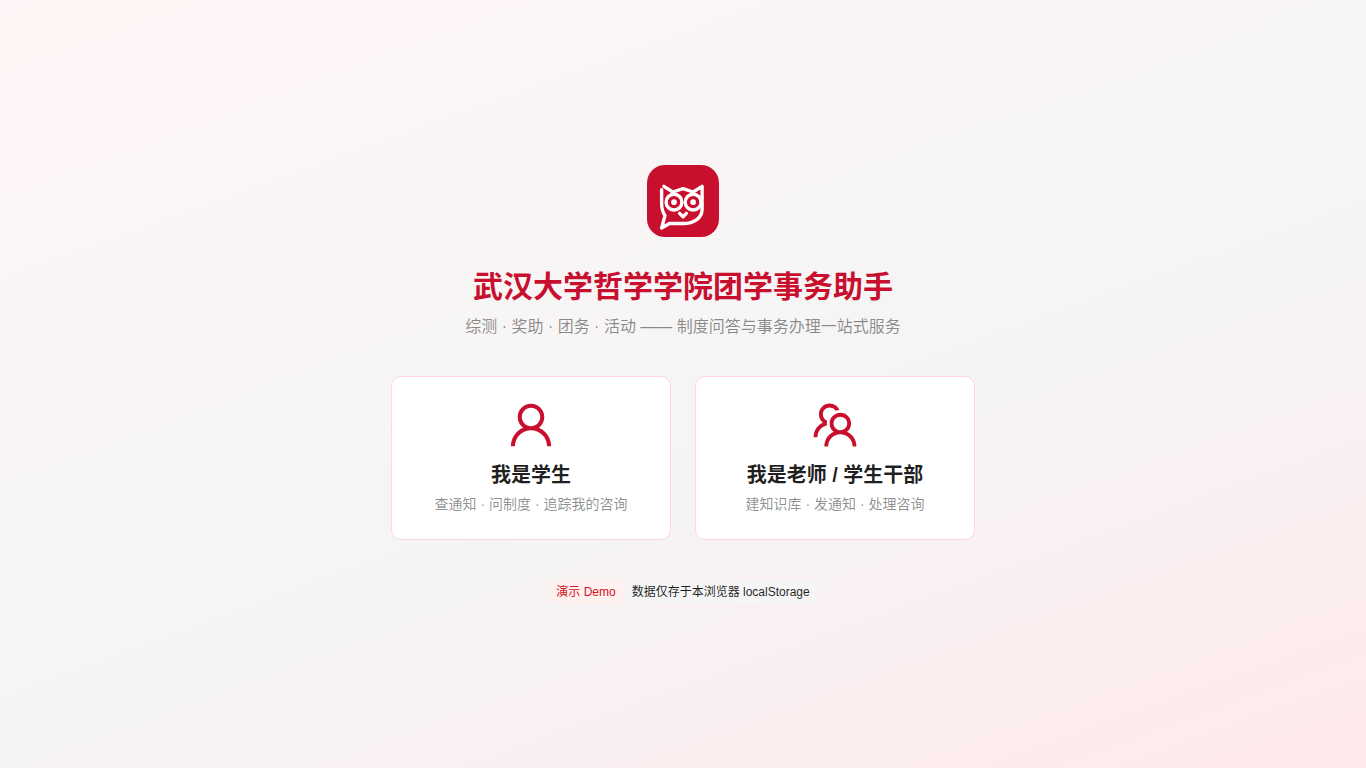 武汉大学哲学学院团学事务助手
综测 · 奖助 · 团务 · 活动 —— 制度问答与事务办理一站式服务
我是学生
查通知 · 问制度 · 追踪我的咨询
我是老师 / 学生干部
建知识库 · 发通知 · 处理咨询
演示 Demo 数据仅存于本浏览器 localStorage